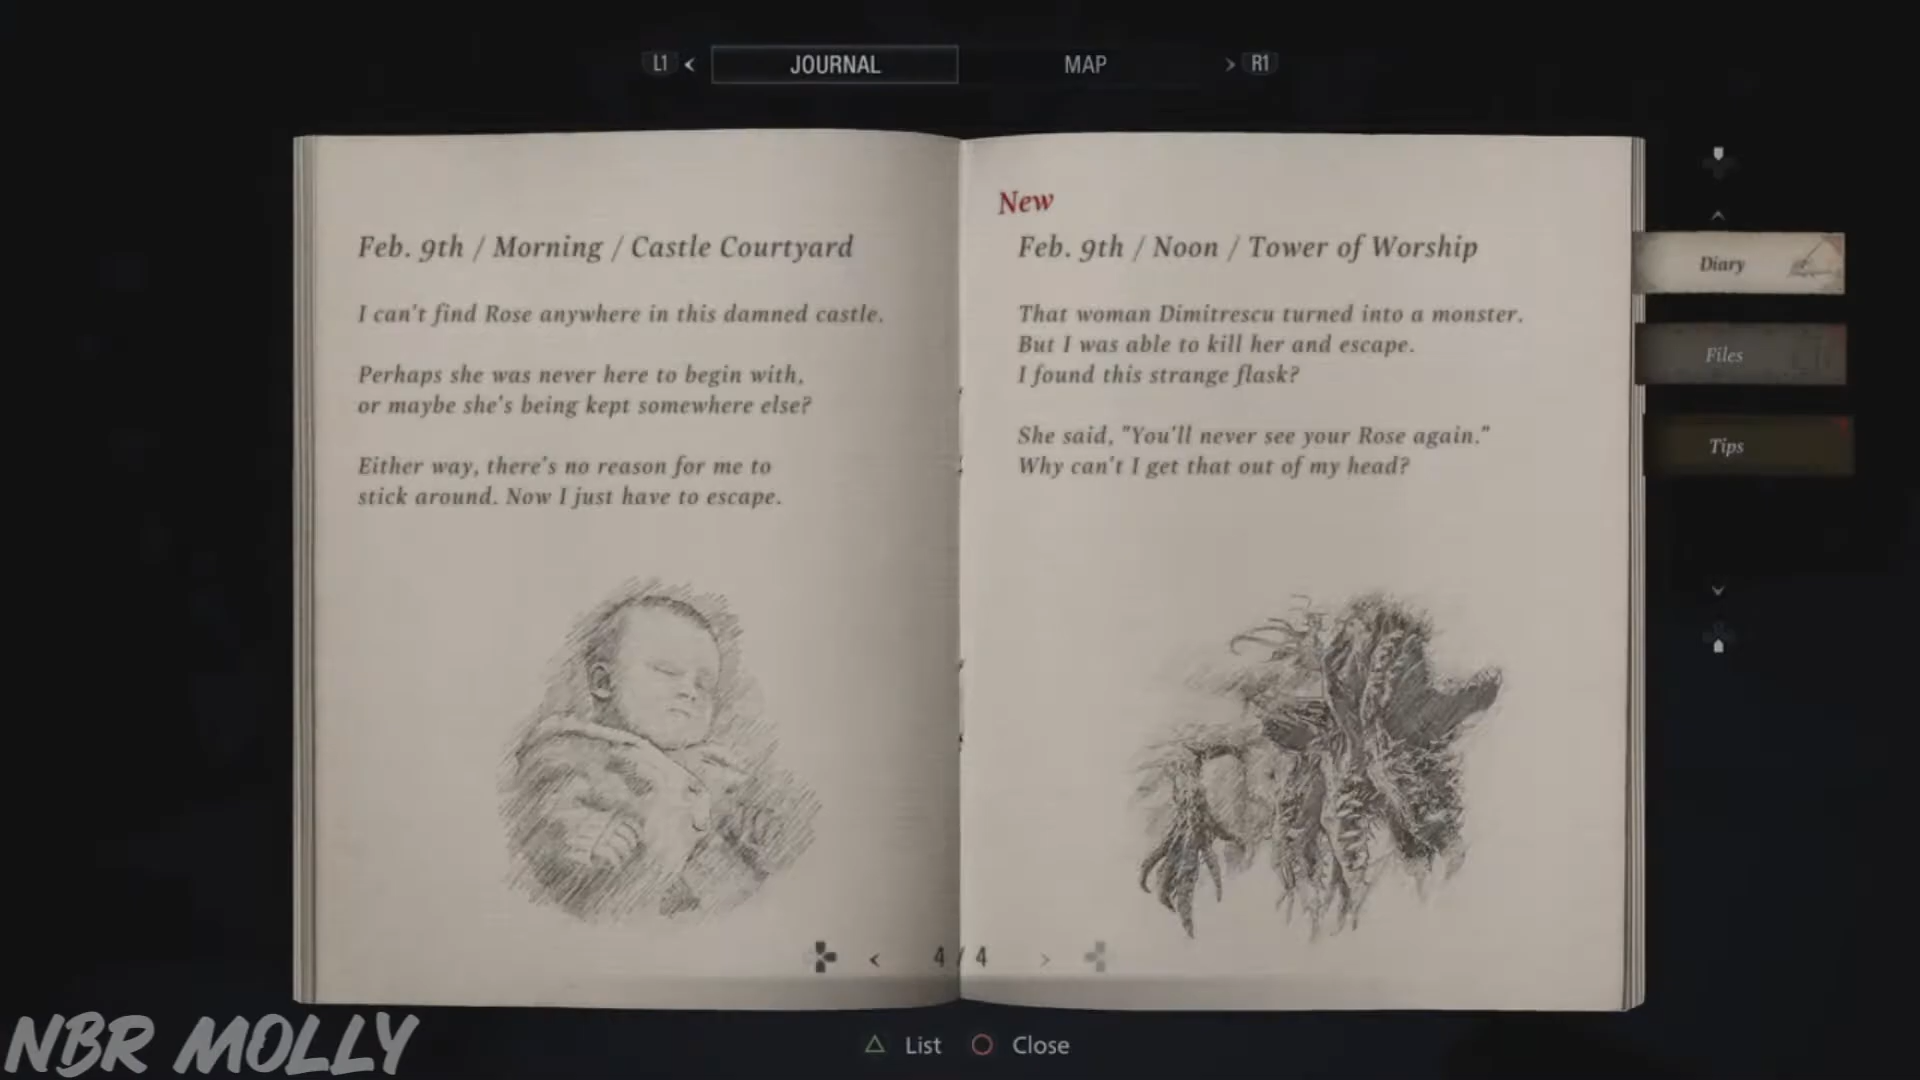 L1 < JOURNAL MAP > R1
Feb. 9th / Morning / Castle Courtyard
I can't find Rose anywhere in this damned castle.
Perhaps she was never here to begin with,
or maybe she's being kept somewhere else?
Either way, there's no reason for me to
stick around. Now I just have to escape.
New
Feb. 9th / Noon / Tower of Worship
That woman Dimitrescu turned into a monster.
But I was able to kill her and escape.
I found this strange flask?
She said, "You'll never see your Rose again."
Why can't I get that out of my head?
Diary
Files
Tips
< 4 / 4 >
List Close
NBR MOLLY